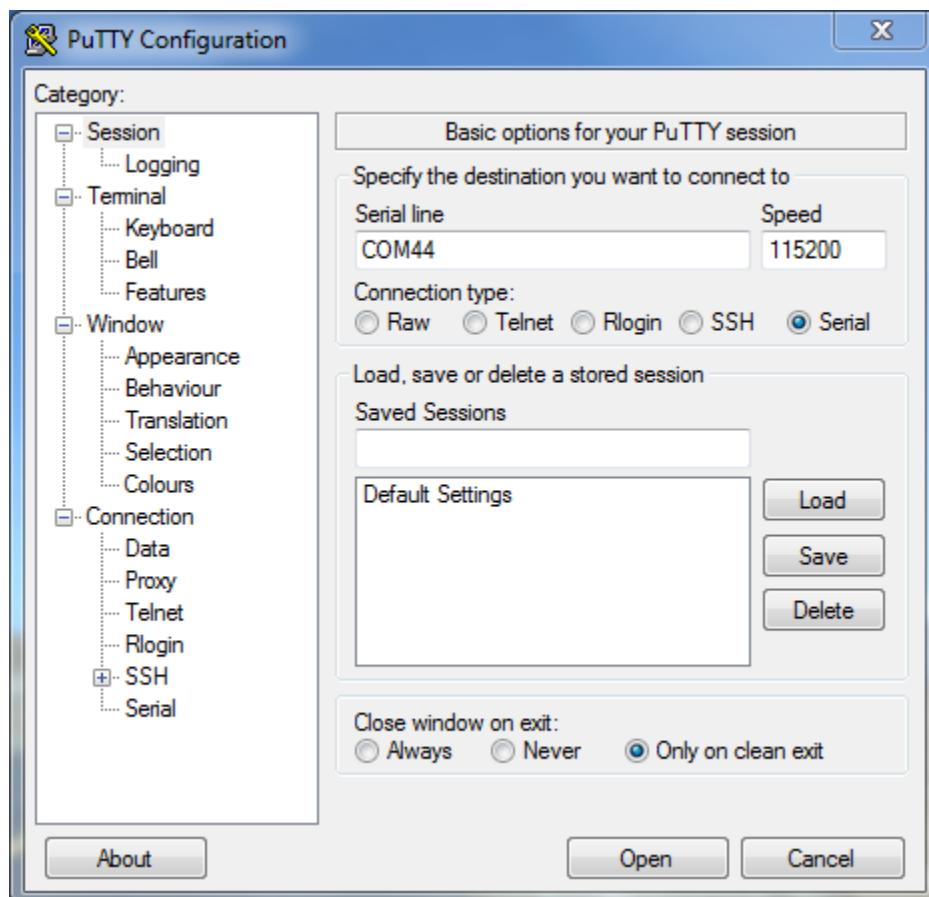 PuTTY Configuration
Category:
Session
Logging
Terminal
Keyboard
Bell
Features
Window
Appearance
Behaviour
Translation
Selection
Colours
Connection
Data
Proxy
Telnet
Rlogin
SSH
Serial
Basic options for your PuTTY session
Specify the destination you want to connect to
Serial line Speed
COM44 115200
Connection type:
Raw Telnet Rlogin SSH Serial
Load, save or delete a stored session
Saved Sessions
Default Settings
Load
Save
Delete
Close window on exit:
Always Never Only on clean exit
About Open Cancel